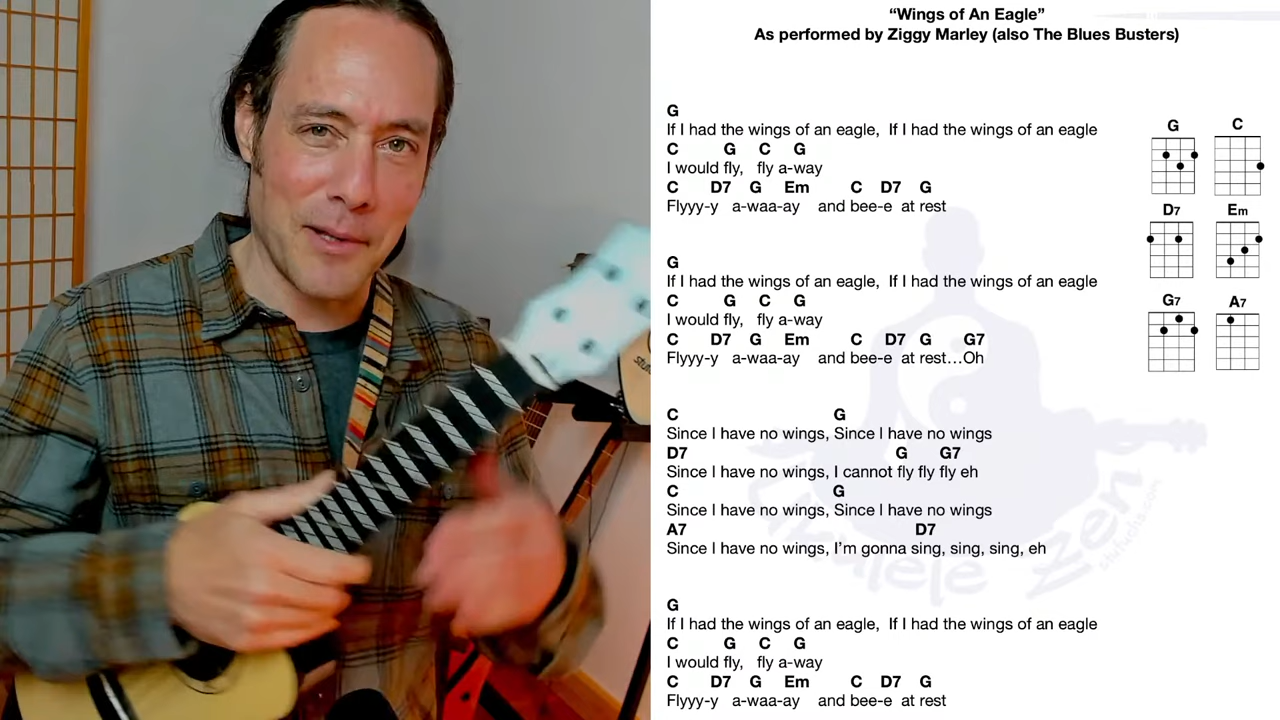 “Wings of An Eagle”
As performed by Ziggy Marley (also The Blues Busters)
G
If I had the wings of an eagle,  If I had the wings of an eagle
C G C G
I would fly,   fly a-way
C D7 G Em C D7 G
Flyyy-y   a-waa-ay    and bee-e  at rest
G
If I had the wings of an eagle,  If I had the wings of an eagle
C G C G
I would fly,   fly a-way
C D7 G Em C D7 G G7
Flyyy-y   a-waa-ay    and bee-e  at rest…Oh
C G
Since I have no wings, Since I have no wings
D7 G G7
Since I have no wings, I cannot fly fly fly eh
C G
Since I have no wings, Since I have no wings
A7 D7
Since I have no wings, I’m gonna sing, sing, sing, eh
G
If I had the wings of an eagle,  If I had the wings of an eagle
C G C G
I would fly,   fly a-way
C D7 G Em C D7 G
Flyyy-y   a-waa-ay    and bee-e  at rest
G C
D7 Em
G7 A7
Ukulele Zen
stufuchs.com